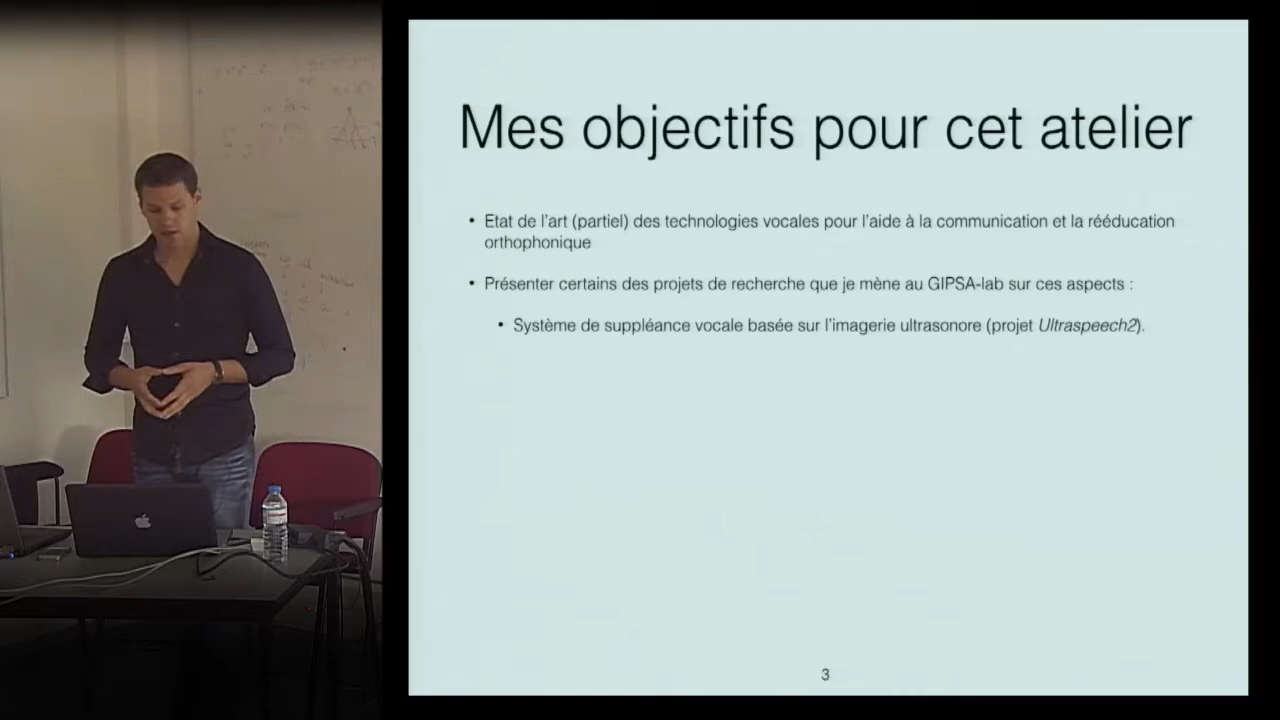 Mes objectifs pour cet atelier
• Etat de l'art (partiel) des technologies vocales pour l'aide à la communication et la rééducation
orthophonique
• Présenter certains des projets de recherche que je mène au GIPSA-lab sur ces aspects :
• Système de suppléance vocale basée sur l'imagerie ultrasonore (projet Ultraspeech2).
3